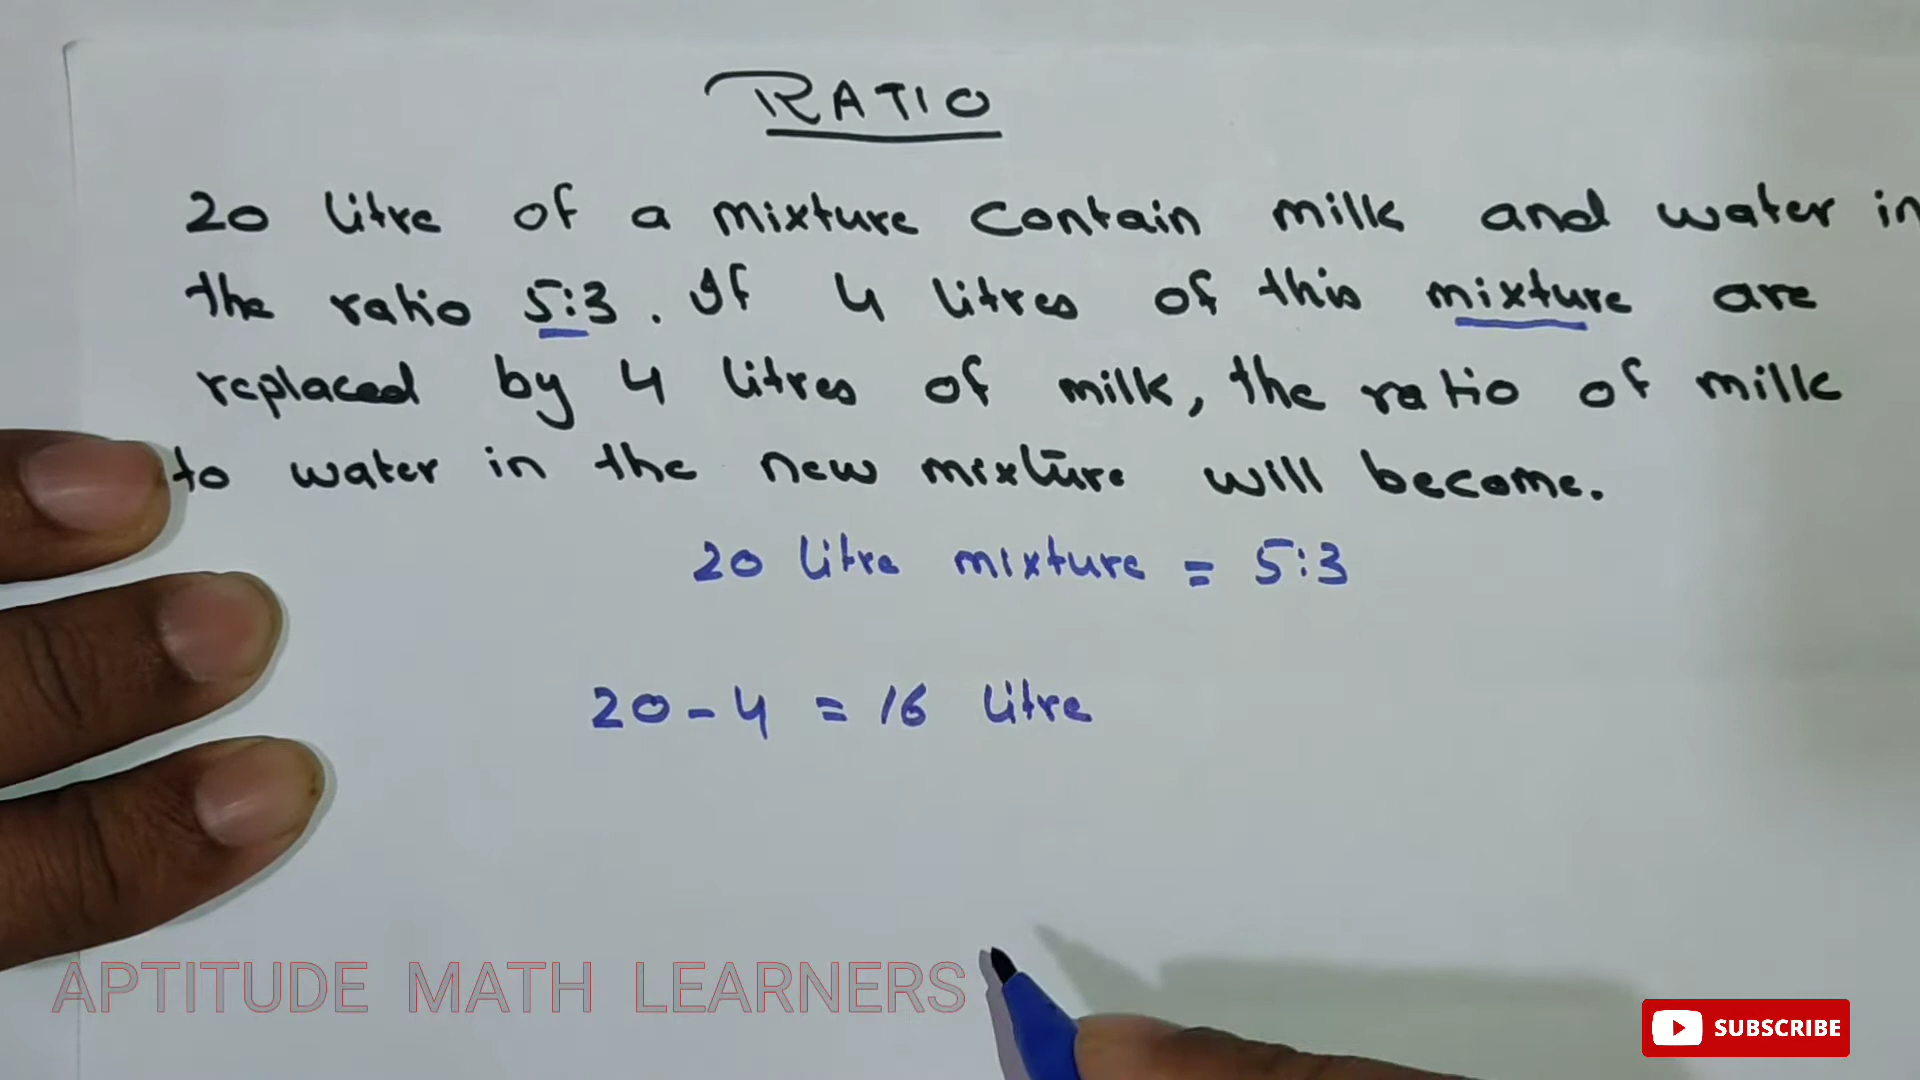 RATIO
20 litre of a mixture contain milk and water in
the ratio 5:3. If 4 litres of this mixture are
replaced by 4 litres of milk, the ratio of milk
to water in the new mixture will become.
20 litre mixture = 5:3
20 - 4 = 16 litre
APTITUDE MATH LEARNERS
SUBSCRIBE